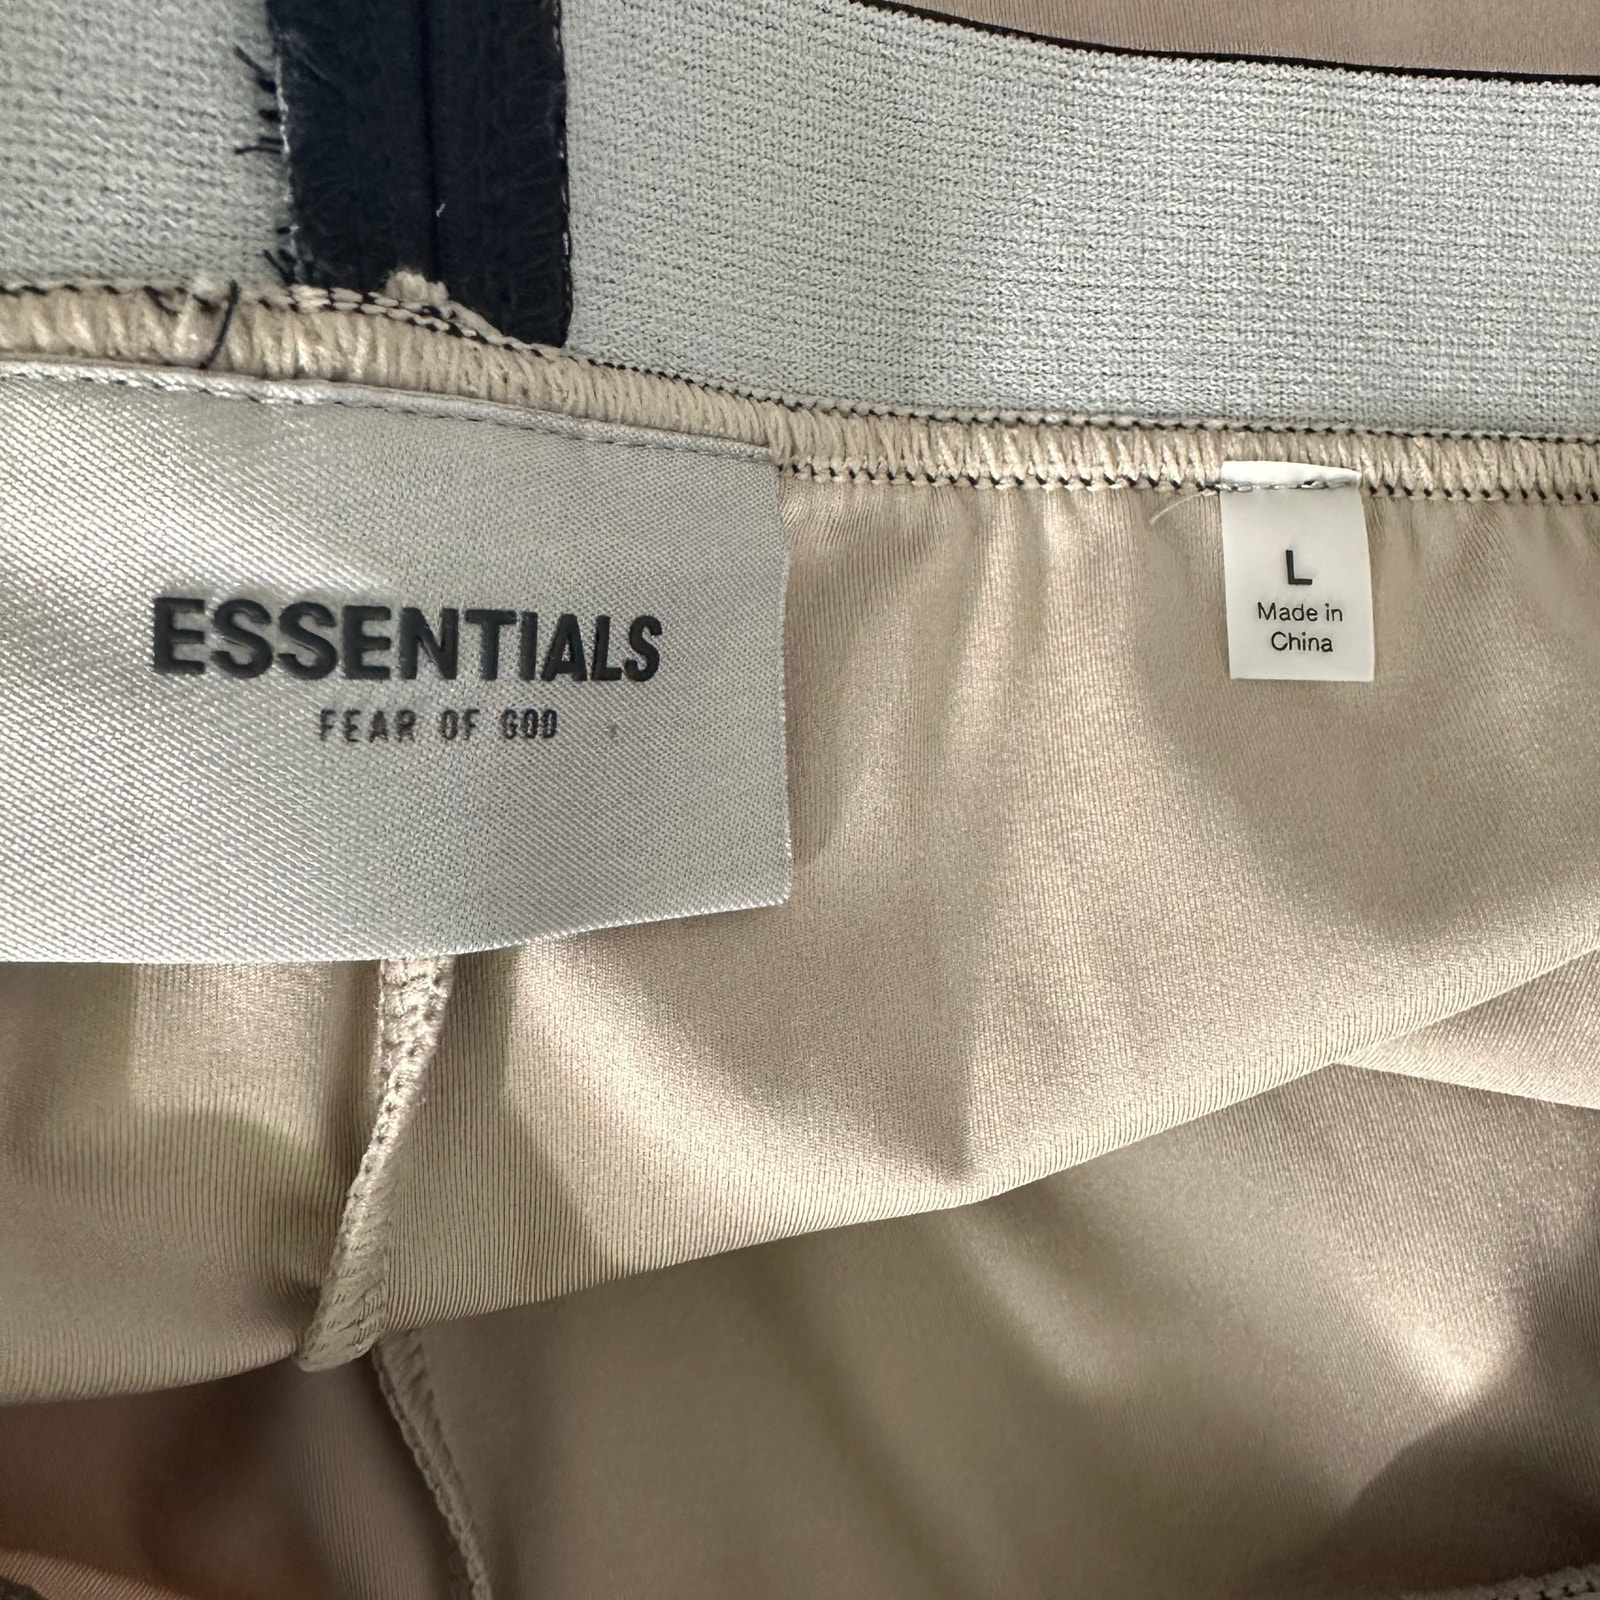 ESSENTIALS
FEAR OF GOD
L
Made in
China